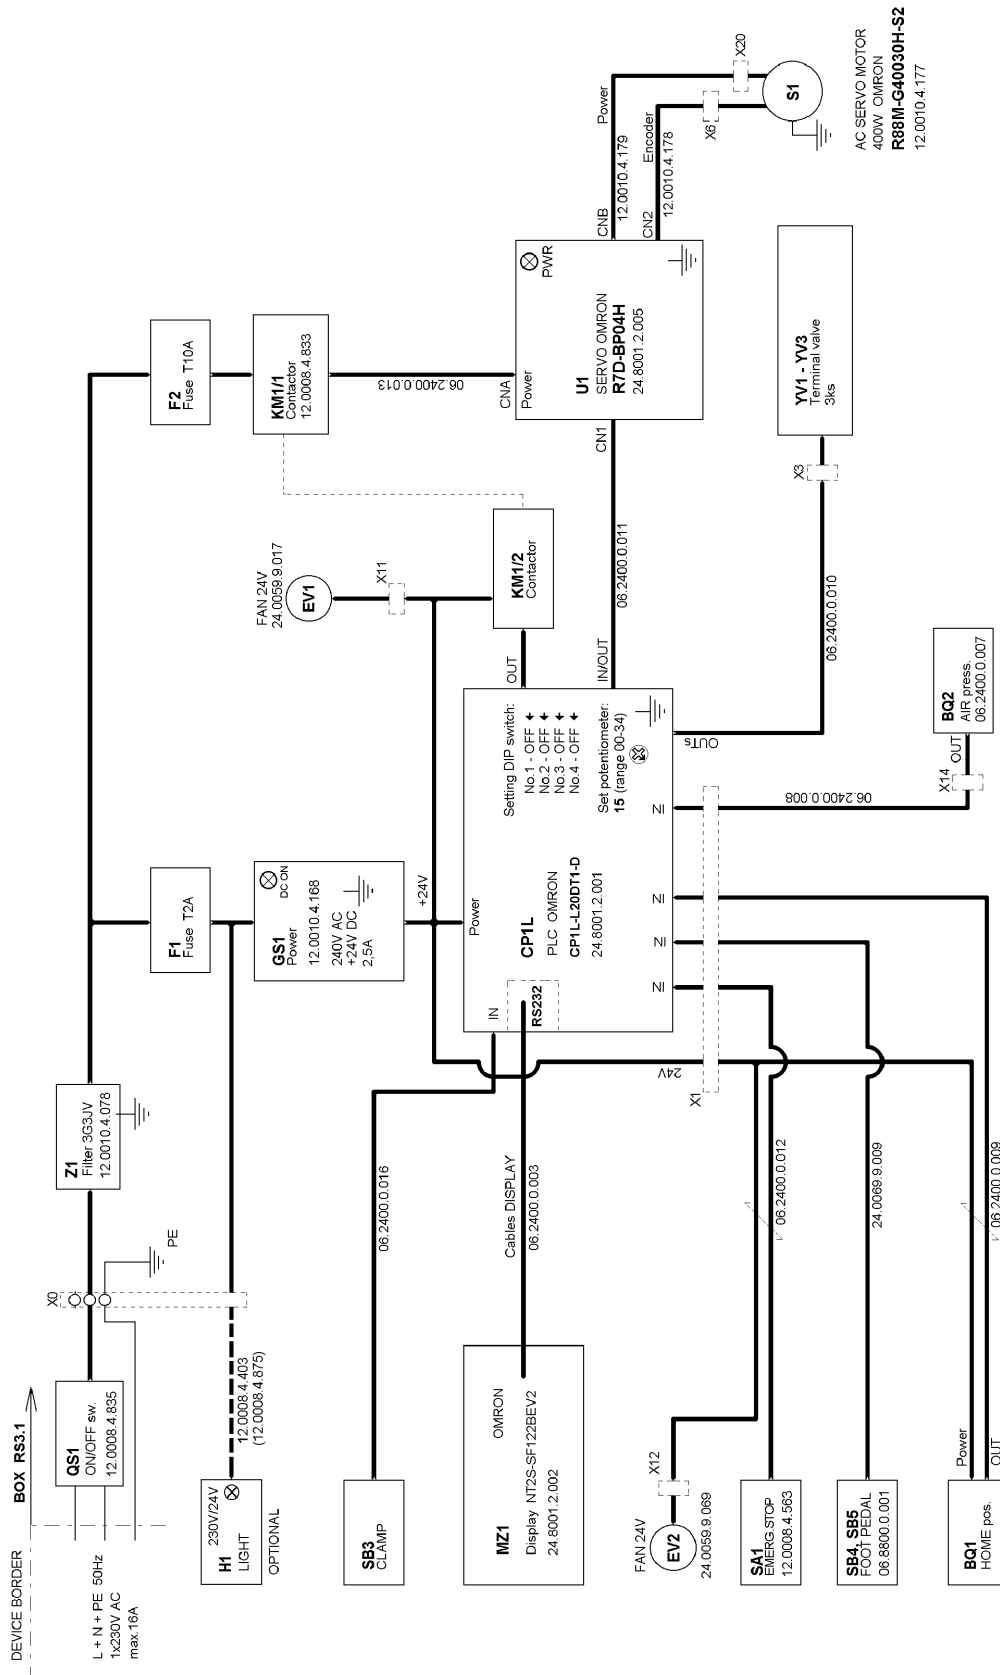 DEVICE BORDER
BOX RS3.1
L + N + PE 50Hz
1x230V AC
max.16A
QS1
ON/OFF sw.
12.0008.4.835
X0
PE
Z1
Filter 3G3JV
12.0010.4.078
F1
Fuse T2A
F2
Fuse T10A
H1
LIGHT
230V/24V
OPTIONAL
12.0008.4.403
(12.0008.4.875)
GS1
Power
DC ON
12.0010.4.168
240V AC
+24V DC
2,5A
+24V
KM1/1
Contactor
12.0008.4.833
06.2400.0.013
FAN 24V
24.0059.9.017
EV1
X11
KM1/2
Contactor
OUT
SB3
CLAMP
06.2400.0.016
IN
RS232
MZ1
OMRON
Display NT2S-SF122BEV2
24.8001.2.002
Cables DISPLAY
06.2400.0.003
Power
CP1L
PLC OMRON
CP1L-L20DT1-D
24.8001.2.001
Setting DIP switch:
No.1 - OFF ←
No.2 - OFF ←
No.3 - OFF ←
No.4 - OFF ←
Set potentiometer:
15 (range 00-34)
IN/OUT
06.2400.0.011
CNA
Power
CN1
U1
SERVO OMRON
R7D-BP04H
24.8001.2.005
PWR
CNB
CN2
Power
12.0010.4.179
Encoder
12.0010.4.178
X20
X6
S1
AC SERVO MOTOR
400W OMRON
R88M-G40030H-S2
12.0010.4.177
IN
IN
IN
IN
OUTs
06.2400.0.010
X3
YV1 - YV3
Terminal valve
3ks
06.2400.0.008
X14
OUT
BQ2
AIR press.
06.2400.0.007
24V
X1
FAN 24V
EV2
24.0059.9.069
X12
SA1
EMERG.STOP
12.0008.4.563
06.2400.0.012
SB4, SB5
FOOT PEDAL
06.8800.0.001
24.0069.9.009
BQ1
HOME pos.
Power
OUT
06.2400.0.009